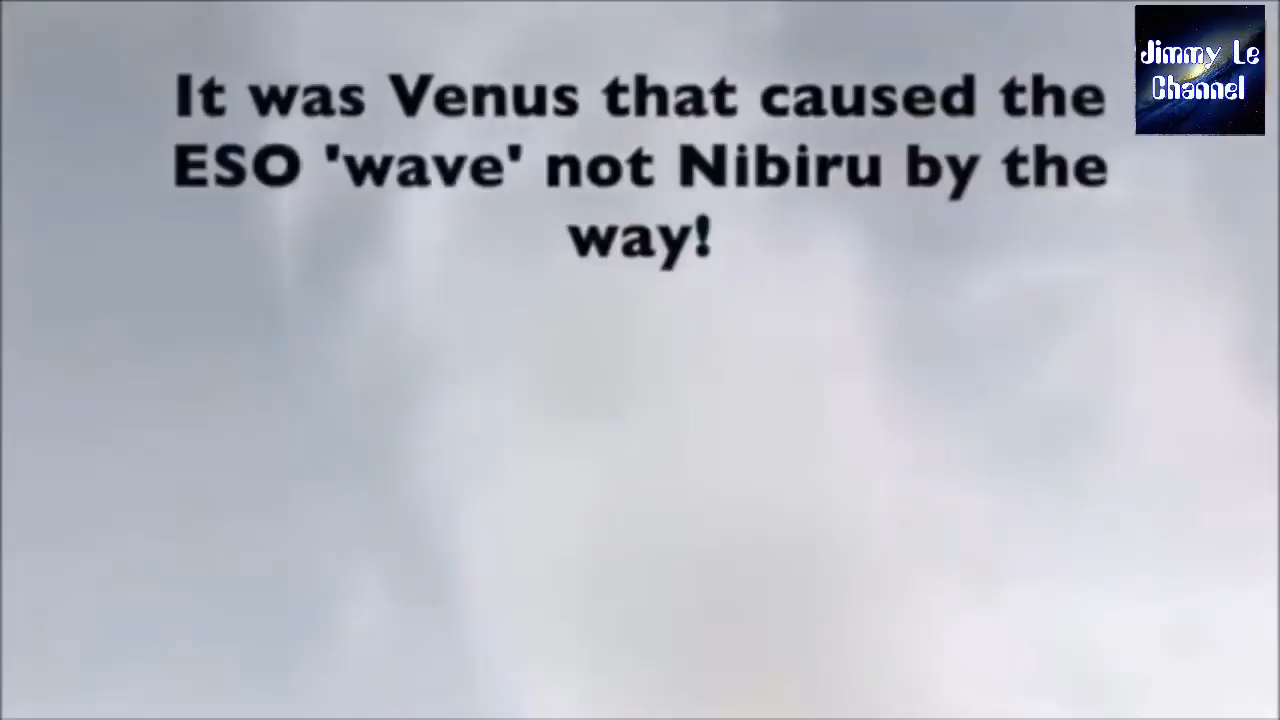 It was Venus that caused the
ESO 'wave' not Nibiru by the
way!
Jimmy Le
Channel